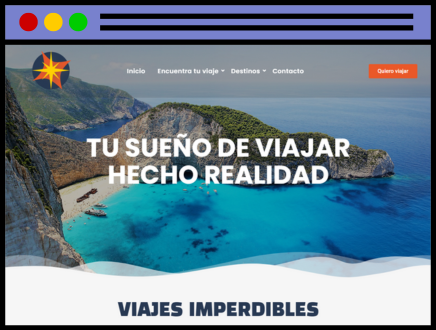 Inicio Encuentra tu viaje Destinos Contacto Quiero viajar
TU SUEÑO DE VIAJAR
HECHO REALIDAD
VIAJES IMPERDIBLES